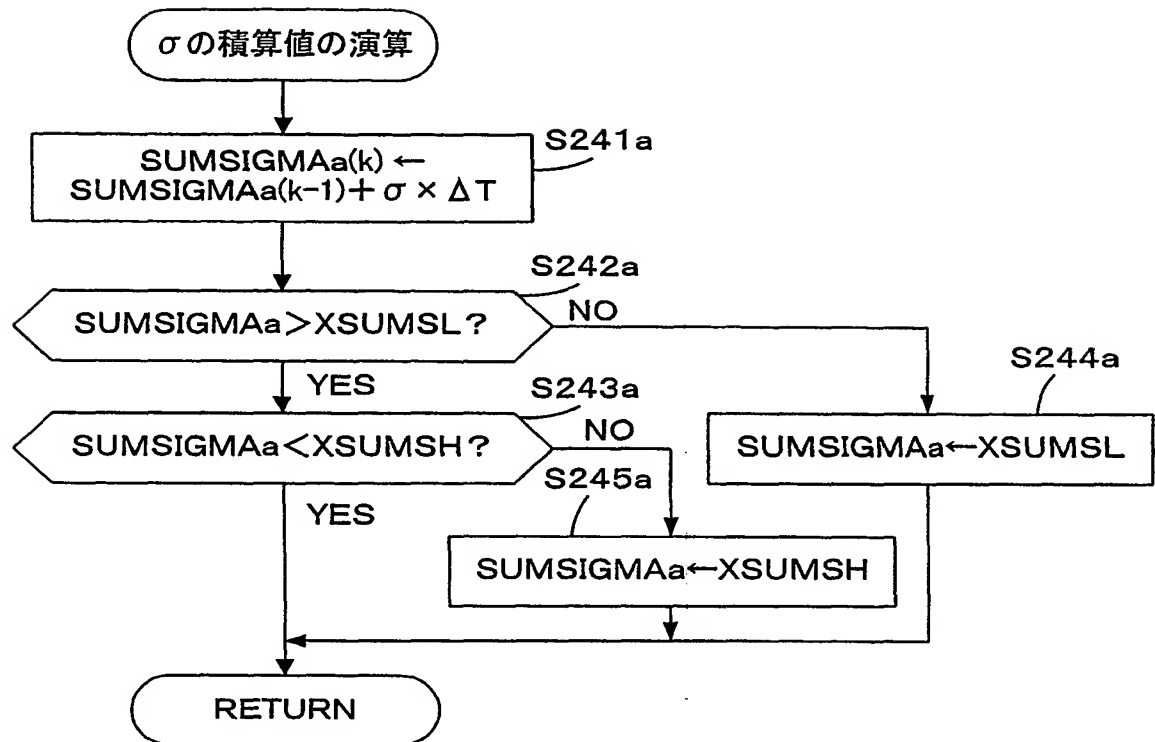 σの積算値の演算
S241a
SUMSIGMAa(k) ←
SUMSIGMAa(k-1)+σ×ΔT
S242a
SUMSIGMAa>XSUMSL?
NO
YES
S243a
S244a
SUMSIGMAa<XSUMSH?
NO
SUMSIGMAa←XSUMSL
YES
S245a
SUMSIGMAa←XSUMSH
RETURN